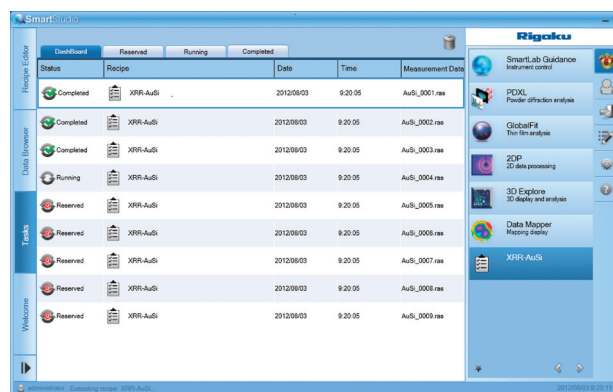 SmartStudio
Rigaku
Recipe Editor
Data Browser
Tasks
Welcome
DashBoard Reserved Running Completed
Status Recipe Date Time Measurement Data
Completed XRR-AuSi 2012/08/03 9:20:05 AuSi_0001.ras
Completed XRR-AuSi 2012/08/03 9:20:05 AuSi_0002.ras
Completed XRR-AuSi 2012/08/03 9:20:05 AuSi_0003.ras
Running XRR-AuSi 2012/08/03 9:20:05 AuSi_0004.ras
Reserved XRR-AuSi 2012/08/03 9:20:05 AuSi_0005.ras
Reserved XRR-AuSi 2012/08/03 9:20:05 AuSi_0006.ras
Reserved XRR-AuSi 2012/08/03 9:20:05 AuSi_0007.ras
Reserved XRR-AuSi 2012/08/03 9:20:05 AuSi_0008.ras
Reserved XRR-AuSi 2012/08/03 9:20:05 AuSi_0009.ras
SmartLab Guidance
Instrument control
PDXL
Powder diffraction analysis
GlobalFit
Thin film analysis
2DP
2D data processing
3D Explore
3D display and analysis
Data Mapper
Mapping display
XRR-AuSi
administrator Executing recipe XRR-AuSi...
2012/08/03 9:20:11